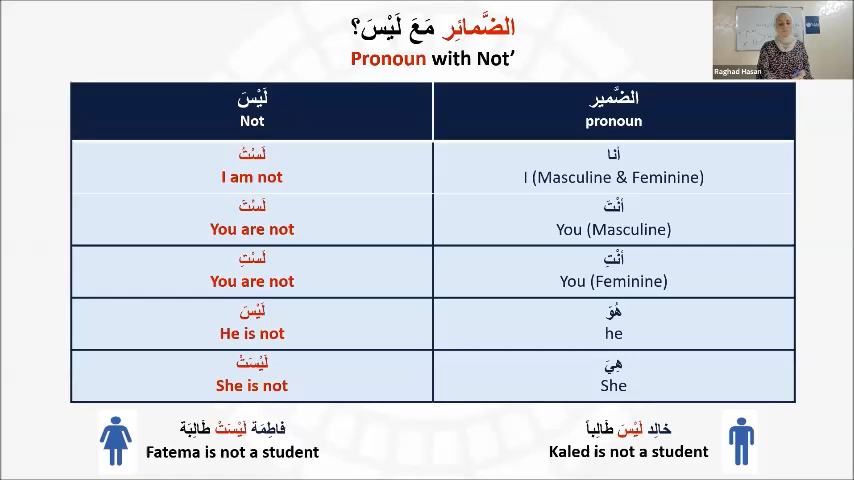 الضَّمائِر مَعَ لَيْسَ؟
Pronoun with Not’
Raghad Hasan
لَيْسَ
Not
الضَّمير
pronoun
لَسْتُ
I am not
أنا
I (Masculine & Feminine)
لَسْتَ
You are not
أَنْتَ
You (Masculine)
لَسْتِ
You are not
أَنْتِ
You (Feminine)
لَيْسَ
He is not
هُوَ
he
لَيْسَتْ
She is not
هِيَ
She
فاطِمَة لَيْسَتْ طَالِبَة
Fatema is not a student
خالِد لَيْسَ طَالِباً
Kaled is not a student